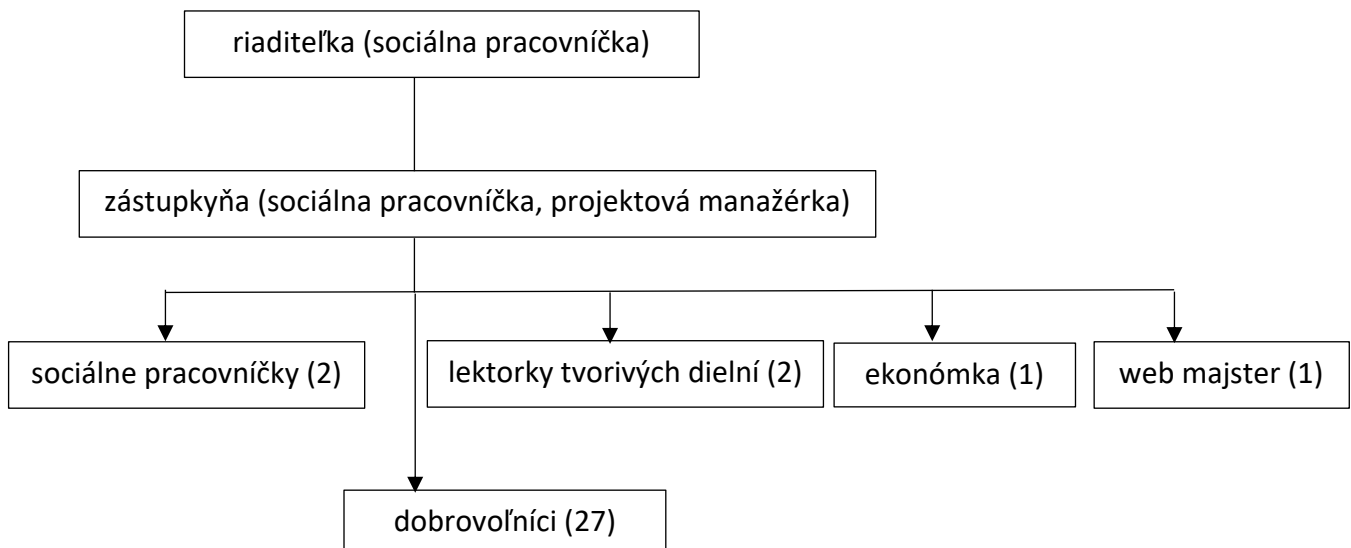 riaditeľka (sociálna pracovníčka)
zástupkyňa (sociálna pracovníčka, projektová manažérka)
sociálne pracovníčky (2)
lektorky tvorivých dielní (2)
ekonómka (1)
web majster (1)
dobrovoľníci (27)